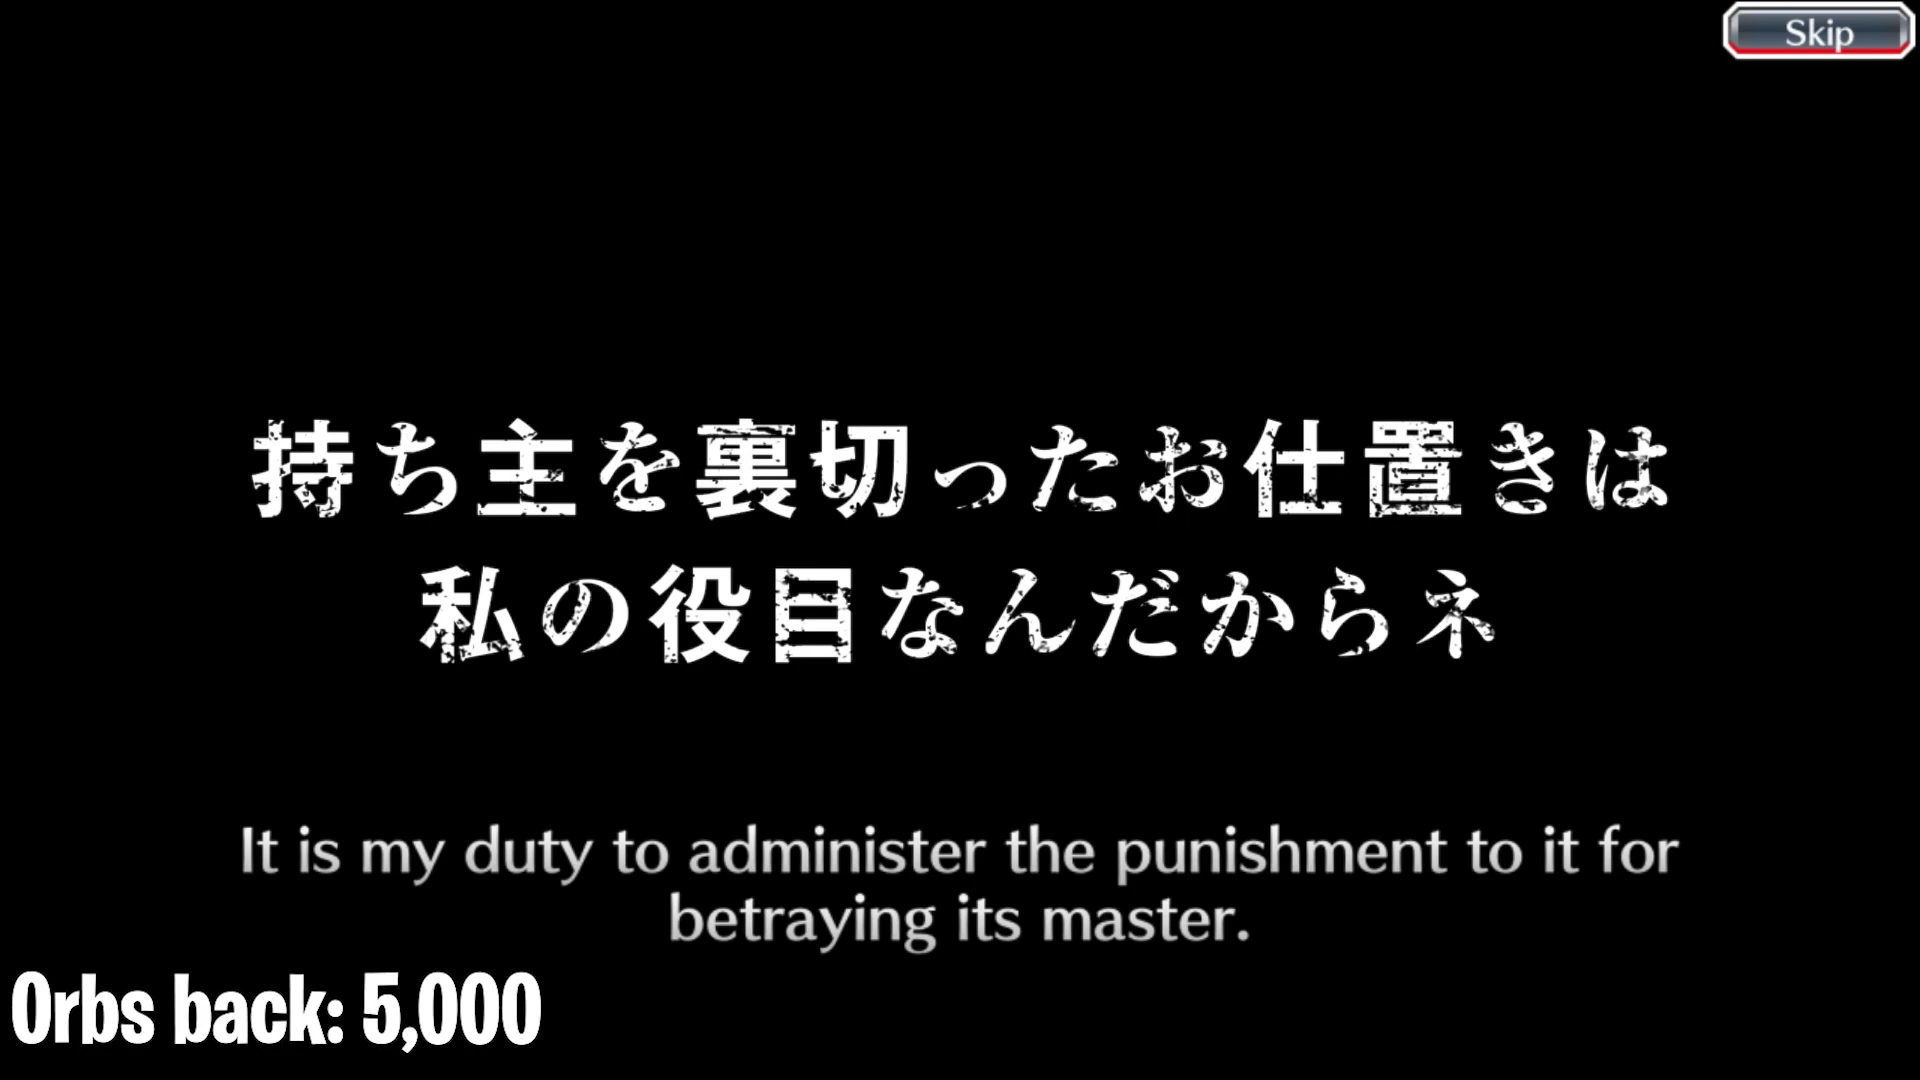 Skip
持ち主を裏切ったお仕置きは
私の役目なんだからネ
It is my duty to administer the punishment to it for
betraying its master.
Orbs back: 5,000